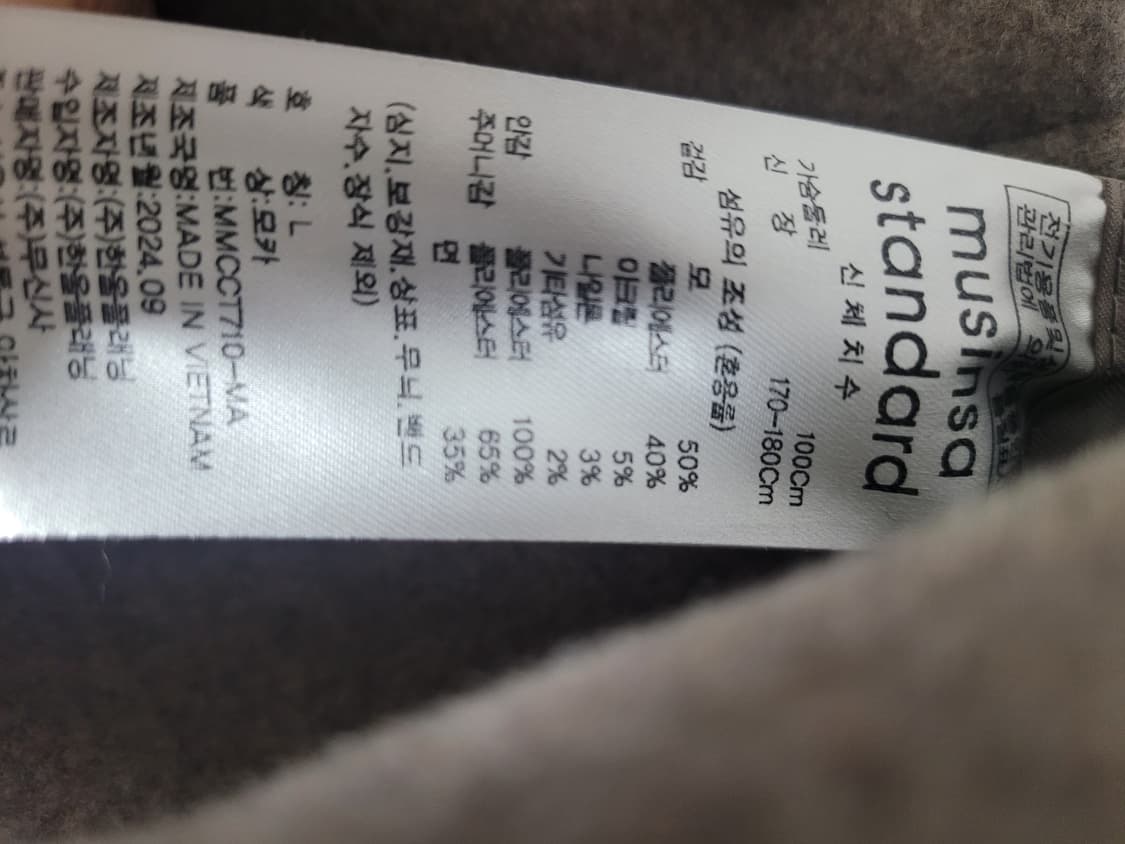 전기용품 및
관리법에 의
musinsa
standard
신체치수
가슴둘레 100Cm
신 장 170-180Cm
섬유의 조성 (혼용률)
겉감 모 50%
폴리에스터 40%
아크릴 5%
나일론 3%
기타섬유 2%
안감 폴리에스터 100%
주머니감 폴리에스터 65%
면 35%
(심지.보강재.상표.무늬.밴드
자수.장식 제외)
호 칭: L
색 상:모카
품 번:MMCCT710-MA
제조국명:MADE IN VIETNAM
제조년월:2024.09
제조자명:(주)한울플래닝
수입자명:(주)한울플래닝
판매자명:(주)무신사